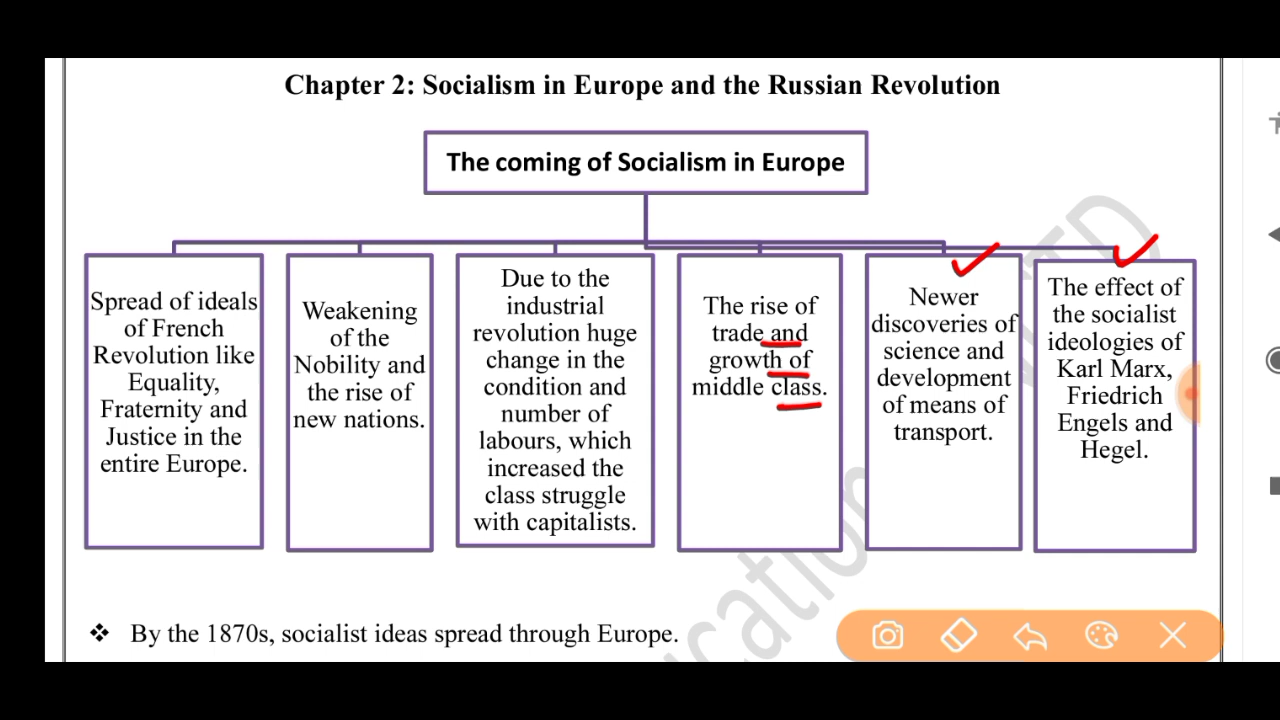 Chapter 2: Socialism in Europe and the Russian Revolution
The coming of Socialism in Europe
Spread of ideals
of French
Revolution like
Equality,
Fraternity and
Justice in the
entire Europe.
Weakening
of the
Nobility and
the rise of
new nations.
Due to the
industrial
revolution huge
change in the
condition and
number of
labours, which
increased the
class struggle
with capitalists.
The rise of
trade and
growth of
middle class.
Newer
discoveries of
science and
development
of means of
transport.
The effect of
the socialist
ideologies of
Karl Marx,
Friedrich
Engels and
Hegel.
❖ By the 1870s, socialist ideas spread through Europe.